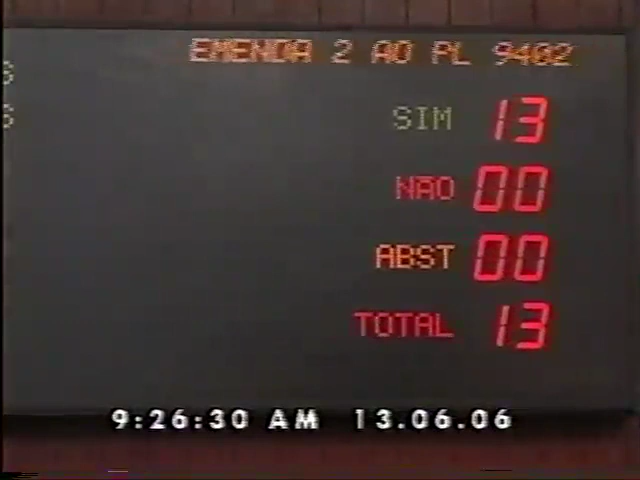 EMENDA 2 AO PL 9402
S
S
SIM 13
NÃO 00
ABST 00
TOTAL 13
9:26:30 AM 13.06.06